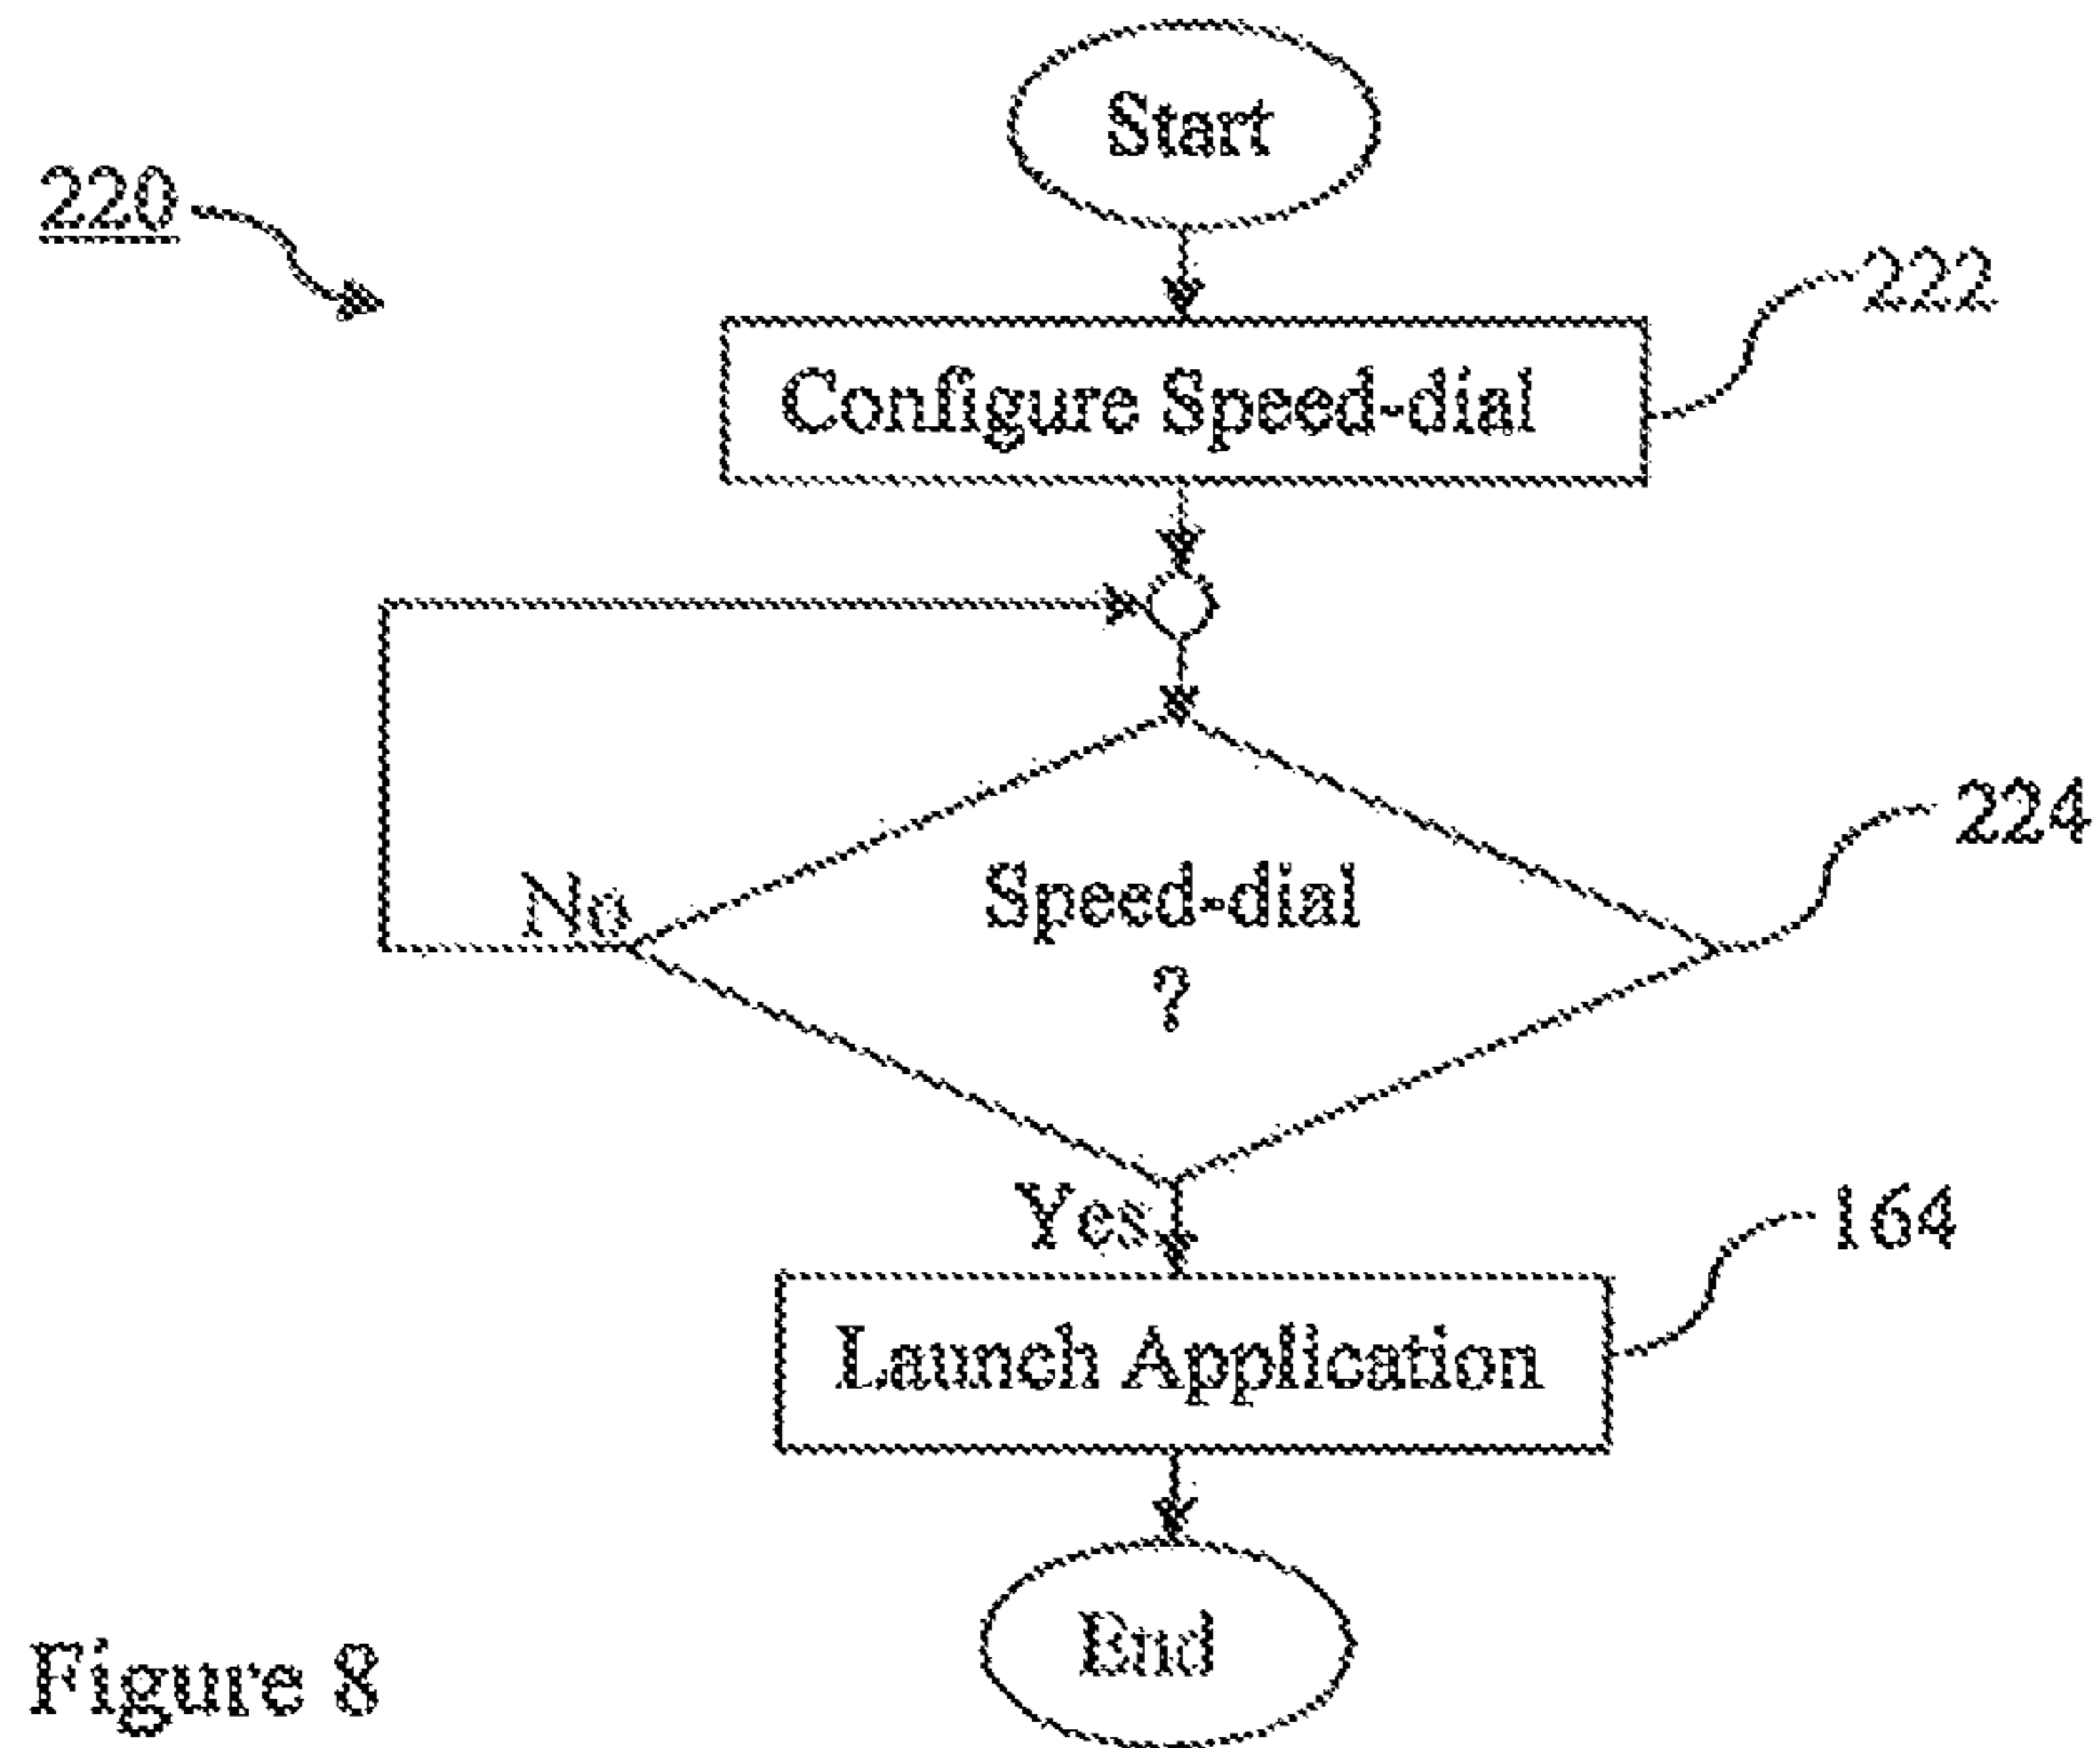 Start
220
222
Configure Speed-dial
224
Speed-dial
?
No
Yes
164
Launch Application
End
Figure 8